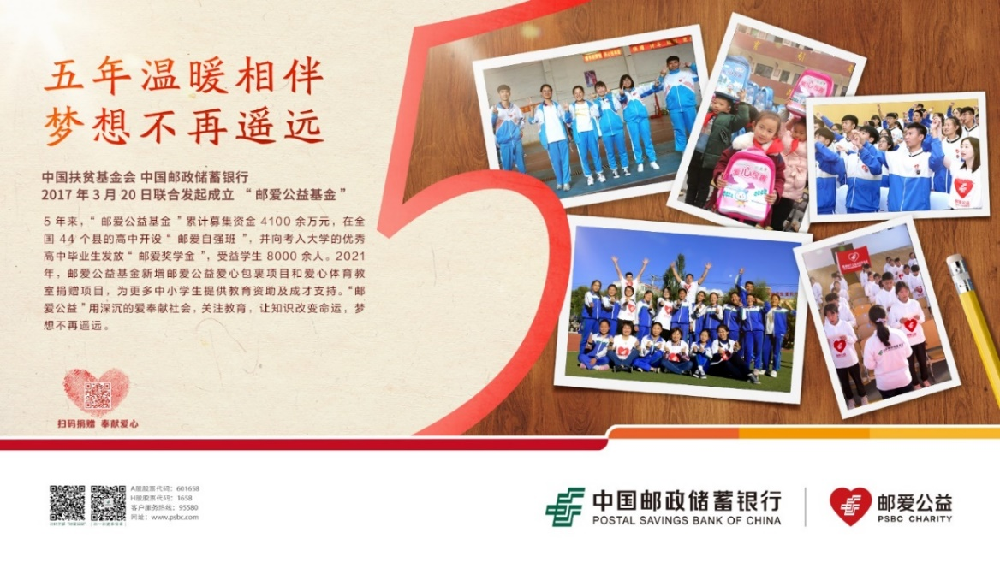 五年温暖相伴
梦想不再遥远
中国扶贫基金会 中国邮政储蓄银行
2017 年 3 月 20 日联合发起成立 “邮爱公益基金”
5 年来，“ 邮爱公益基金 ” 累计募集资金 4100 余万元，在全
国 44 个县的高中开设 “ 邮爱自强班 ”，并向考入大学的优秀
高中毕业生发放 “ 邮爱奖学金 ”，受益学生 8000 余人。2021
年，邮爱公益基金新增邮爱公益爱心包裹项目和爱心体育教
室捐赠项目，为更多中小学生提供教育资助及成才支持。“邮
爱公益” 用深沉的爱奉献社会，关注教育，让知识改变命运，梦
想不再遥远。
扫码捐赠 奉献爱心
A股股票代码：601658
H股股票代码：1658
客户服务热线：95580
网址：www.psbc.com
中国邮政储蓄银行
POSTAL SAVINGS BANK OF CHINA
邮爱公益
PSBC CHARITY